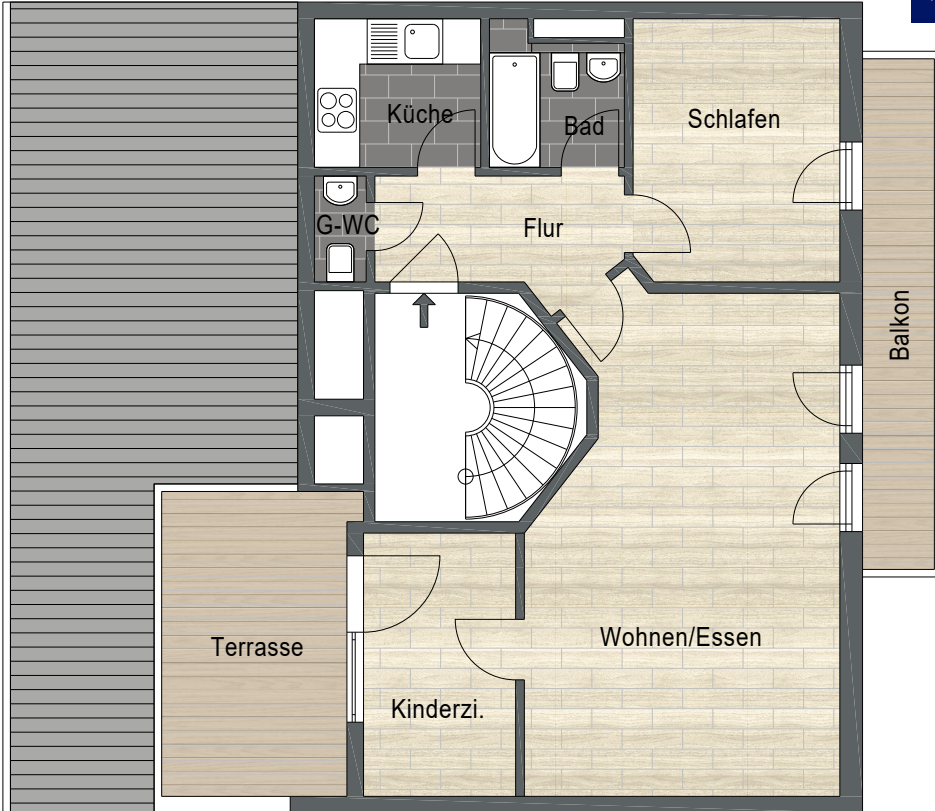 Küche
Bad
Schlafen
G-WC
Flur
Balkon
Terrasse
Wohnen/Essen
Kinderzi.